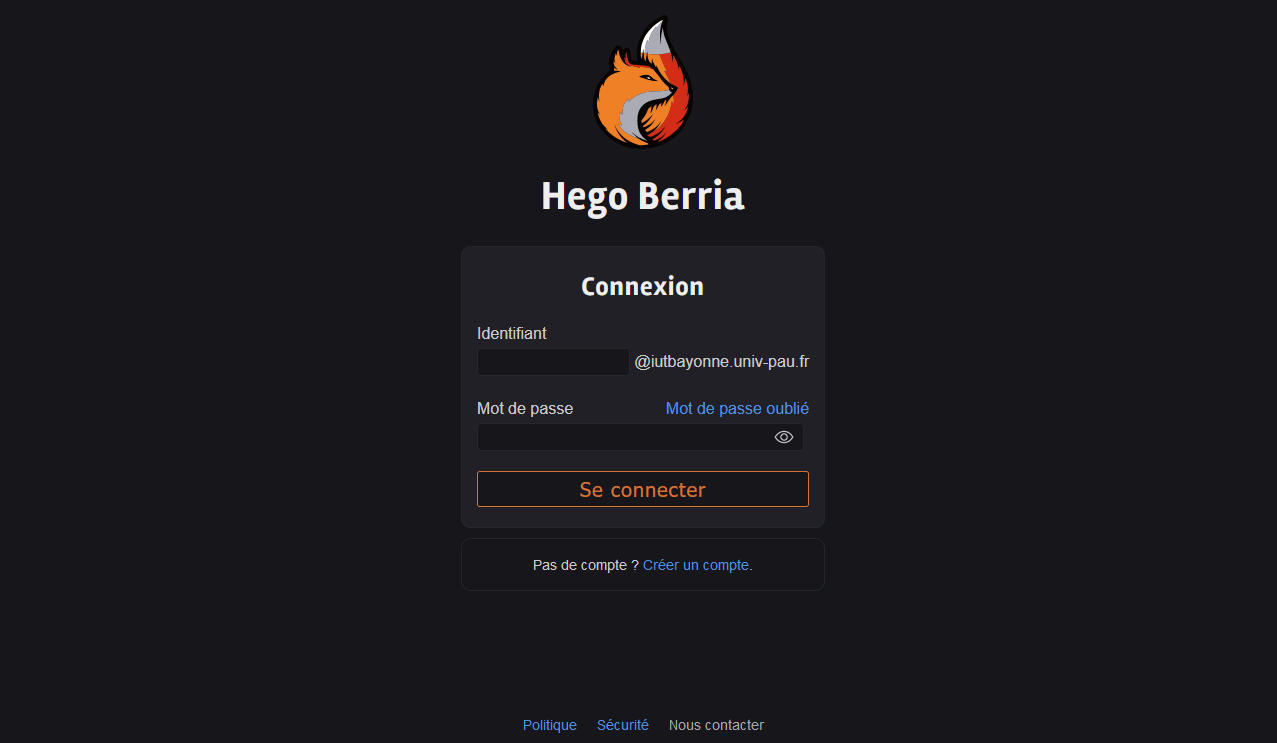 Hego Berria
Connexion
Identifiant
@iutbayonne.univ-pau.fr
Mot de passe Mot de passe oublié
Se connecter
Pas de compte ? Créer un compte.
Politique Sécurité Nous contacter